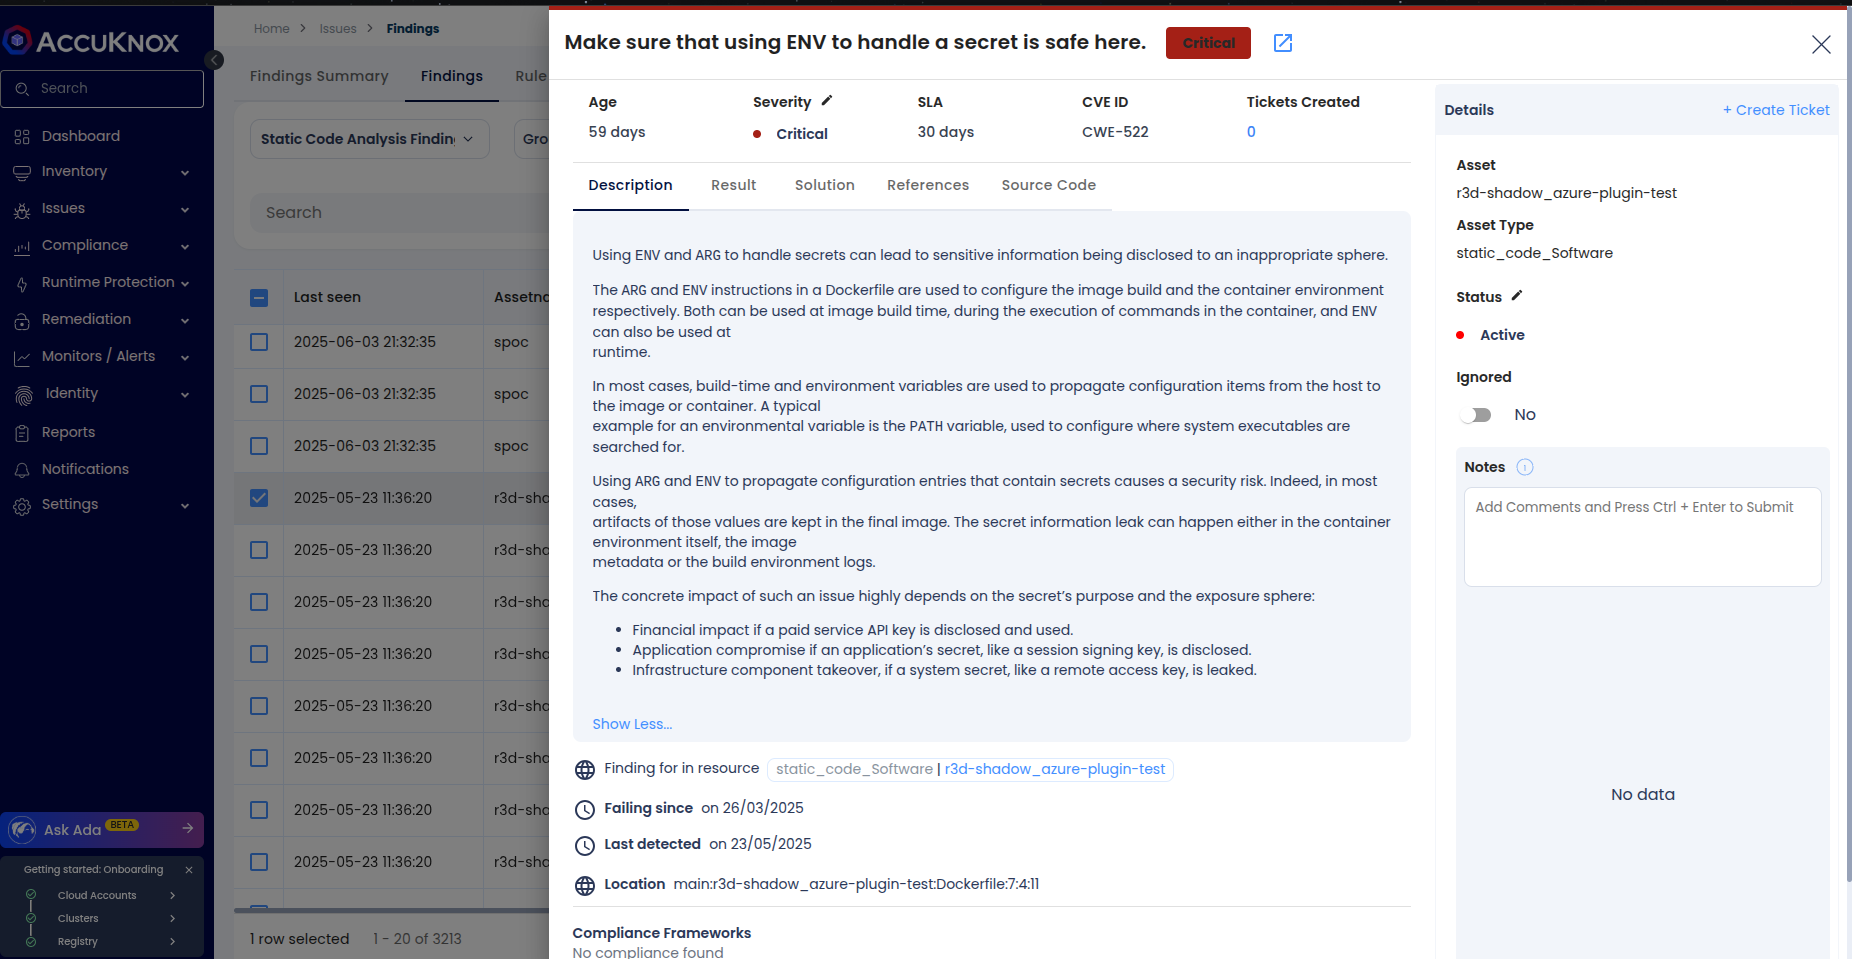 ACCUKNOX
Search
Dashboard
Inventory
Issues
Compliance
Runtime Protection
Remediation
Monitors / Alerts
Identity
Reports
Notifications
Settings
Ask Ada BETA
Getting started: Onboarding
Cloud Accounts
Clusters
Registry
Home > Issues > Findings
Findings Summary Findings Rule
Static Code Analysis Findin Gro
Search
Last seen Assetna
2025-06-03 21:32:35 spoc
2025-06-03 21:32:35 spoc
2025-06-03 21:32:35 spoc
2025-05-23 11:36:20 r3d-sha
2025-05-23 11:36:20 r3d-sha
2025-05-23 11:36:20 r3d-sha
2025-05-23 11:36:20 r3d-sha
2025-05-23 11:36:20 r3d-sha
2025-05-23 11:36:20 r3d-sha
2025-05-23 11:36:20 r3d-sha
2025-05-23 11:36:20 r3d-sha
1 row selected 1 - 20 of 3213
Make sure that using ENV to handle a secret is safe here. Critical
Age Severity SLA CVE ID Tickets Created
59 days Critical 30 days CWE-522 0
Description Result Solution References Source Code
Using ENV and ARG to handle secrets can lead to sensitive information being disclosed to an inappropriate sphere.
The ARG and ENV instructions in a Dockerfile are used to configure the image build and the container environment
respectively. Both can be used at image build time, during the execution of commands in the container, and ENV
can also be used at
runtime.
In most cases, build-time and environment variables are used to propagate configuration items from the host to
the image or container. A typical
example for an environmental variable is the PATH variable, used to configure where system executables are
searched for.
Using ARG and ENV to propagate configuration entries that contain secrets causes a security risk. Indeed, in most
cases,
artifacts of those values are kept in the final image. The secret information leak can happen either in the container
environment itself, the image
metadata or the build environment logs.
The concrete impact of such an issue highly depends on the secret’s purpose and the exposure sphere:
• Financial impact if a paid service API key is disclosed and used.
• Application compromise if an application’s secret, like a session signing key, is disclosed.
• Infrastructure component takeover, if a system secret, like a remote access key, is leaked.
Show Less...
Finding for in resource static_code_Software | r3d-shadow_azure-plugin-test
Failing since on 26/03/2025
Last detected on 23/05/2025
Location main:r3d-shadow_azure-plugin-test:Dockerfile:7:4:11
Compliance Frameworks
No compliance found
Details + Create Ticket
Asset
r3d-shadow_azure-plugin-test
Asset Type
static_code_Software
Status
Active
Ignored
No
Notes
Add Comments and Press Ctrl + Enter to Submit
No data